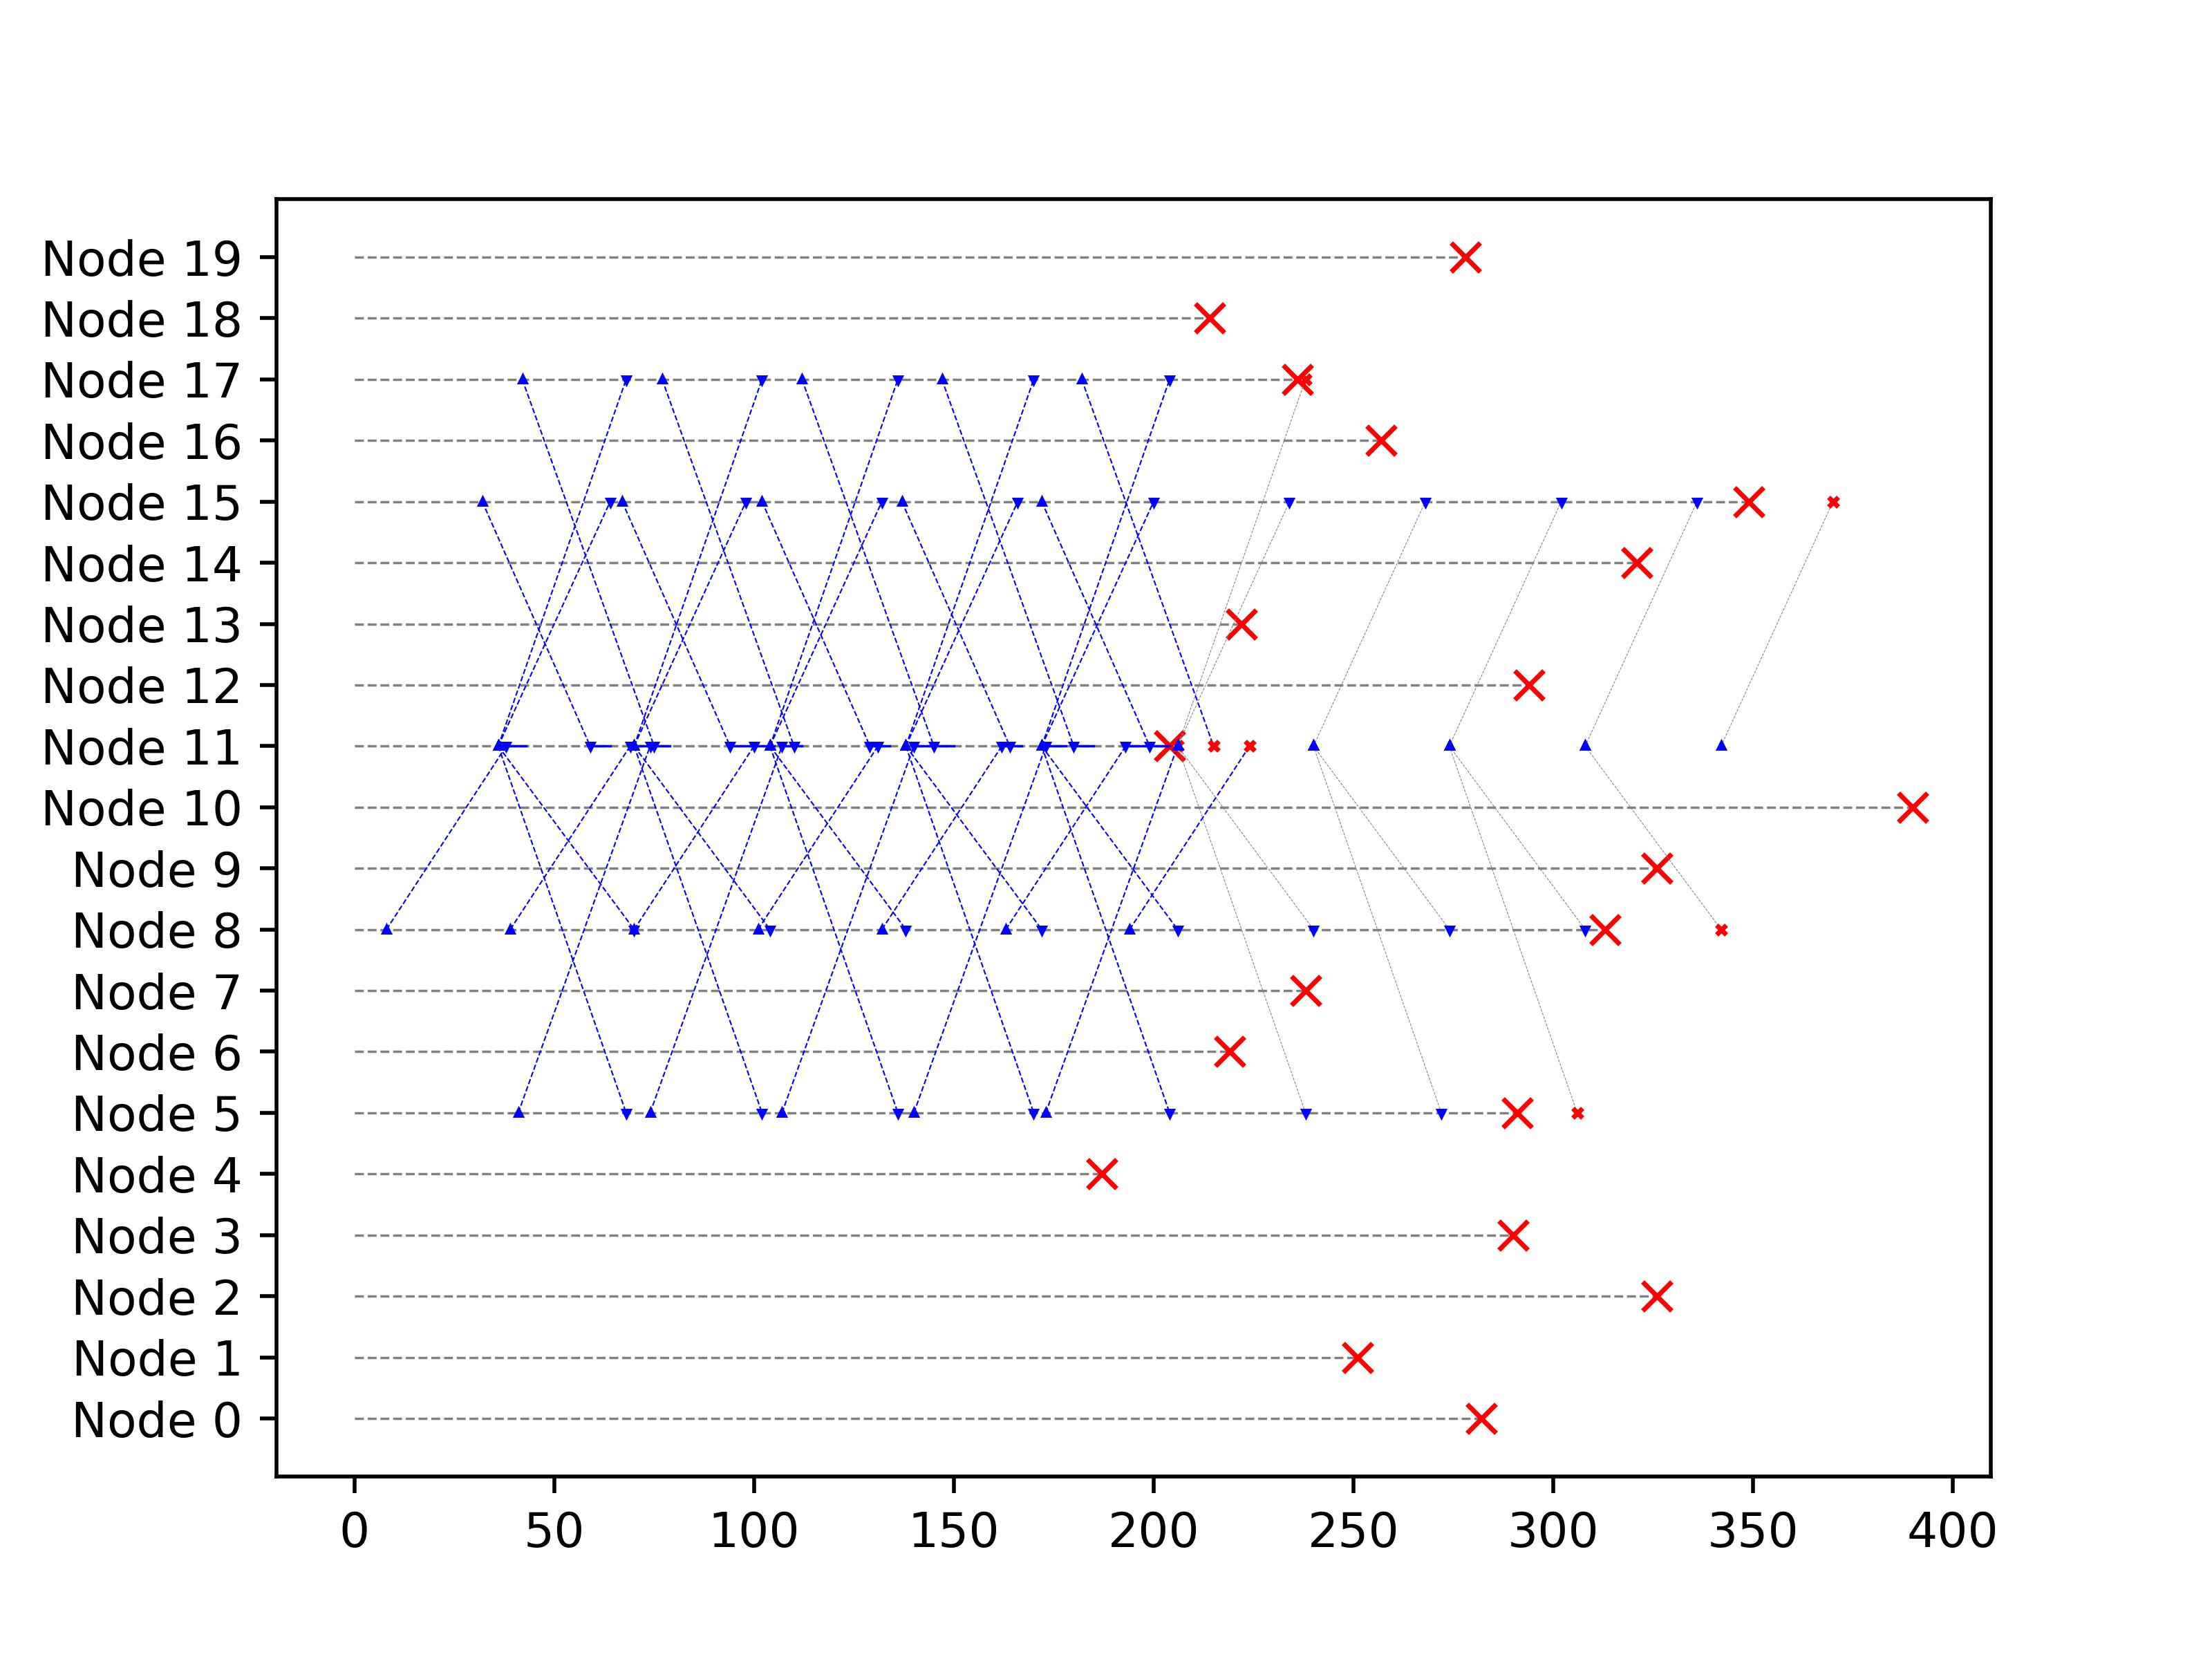 Node 19
Node 18
Node 17
Node 16
Node 15
Node 14
Node 13
Node 12
Node 11
Node 10
Node 9
Node 8
Node 7
Node 6
Node 5
Node 4
Node 3
Node 2
Node 1
Node 0
0 50 100 150 200 250 300 350 400